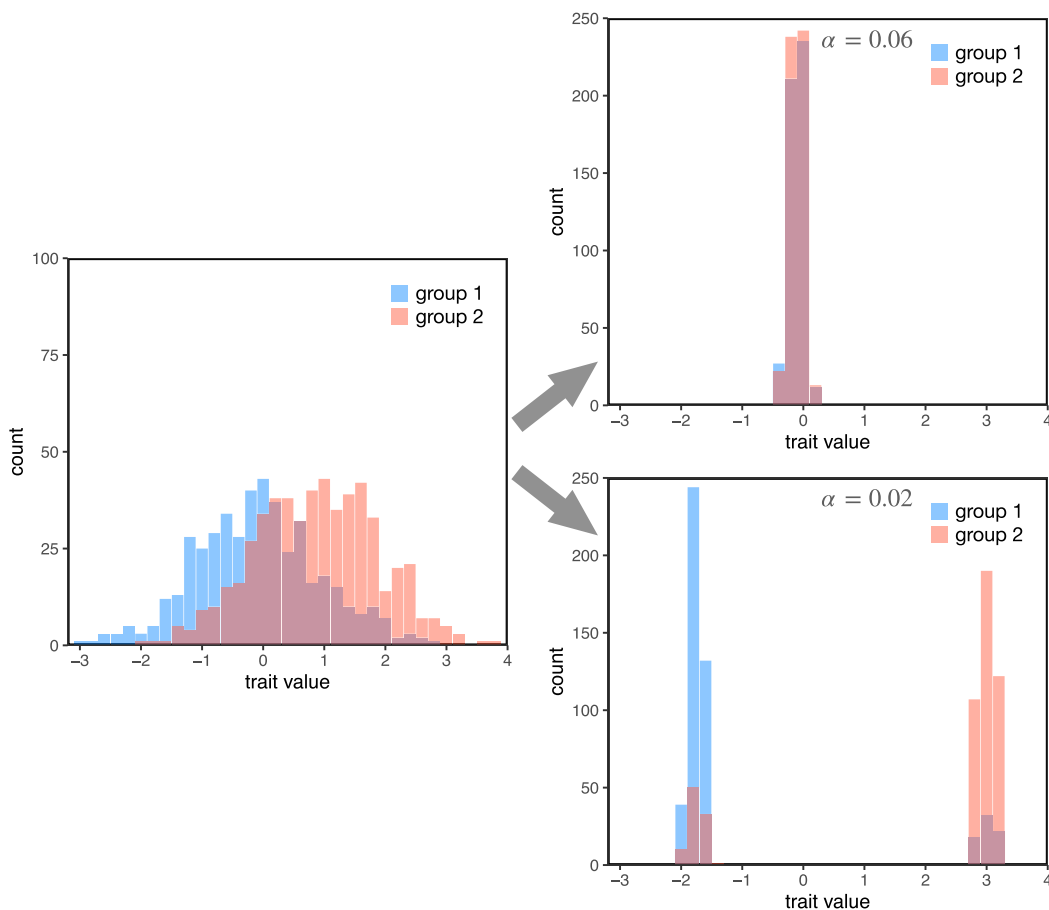 100
75
50
25
0
count
−3 −2 −1 0 1 2 3 4
trait value
group 1
group 2
250
200
150
100
50
0
count
−3 −2 −1 0 1 2 3 4
trait value
α = 0.06
group 1
group 2
250
200
150
100
50
0
count
−3 −2 −1 0 1 2 3 4
trait value
α = 0.02
group 1
group 2